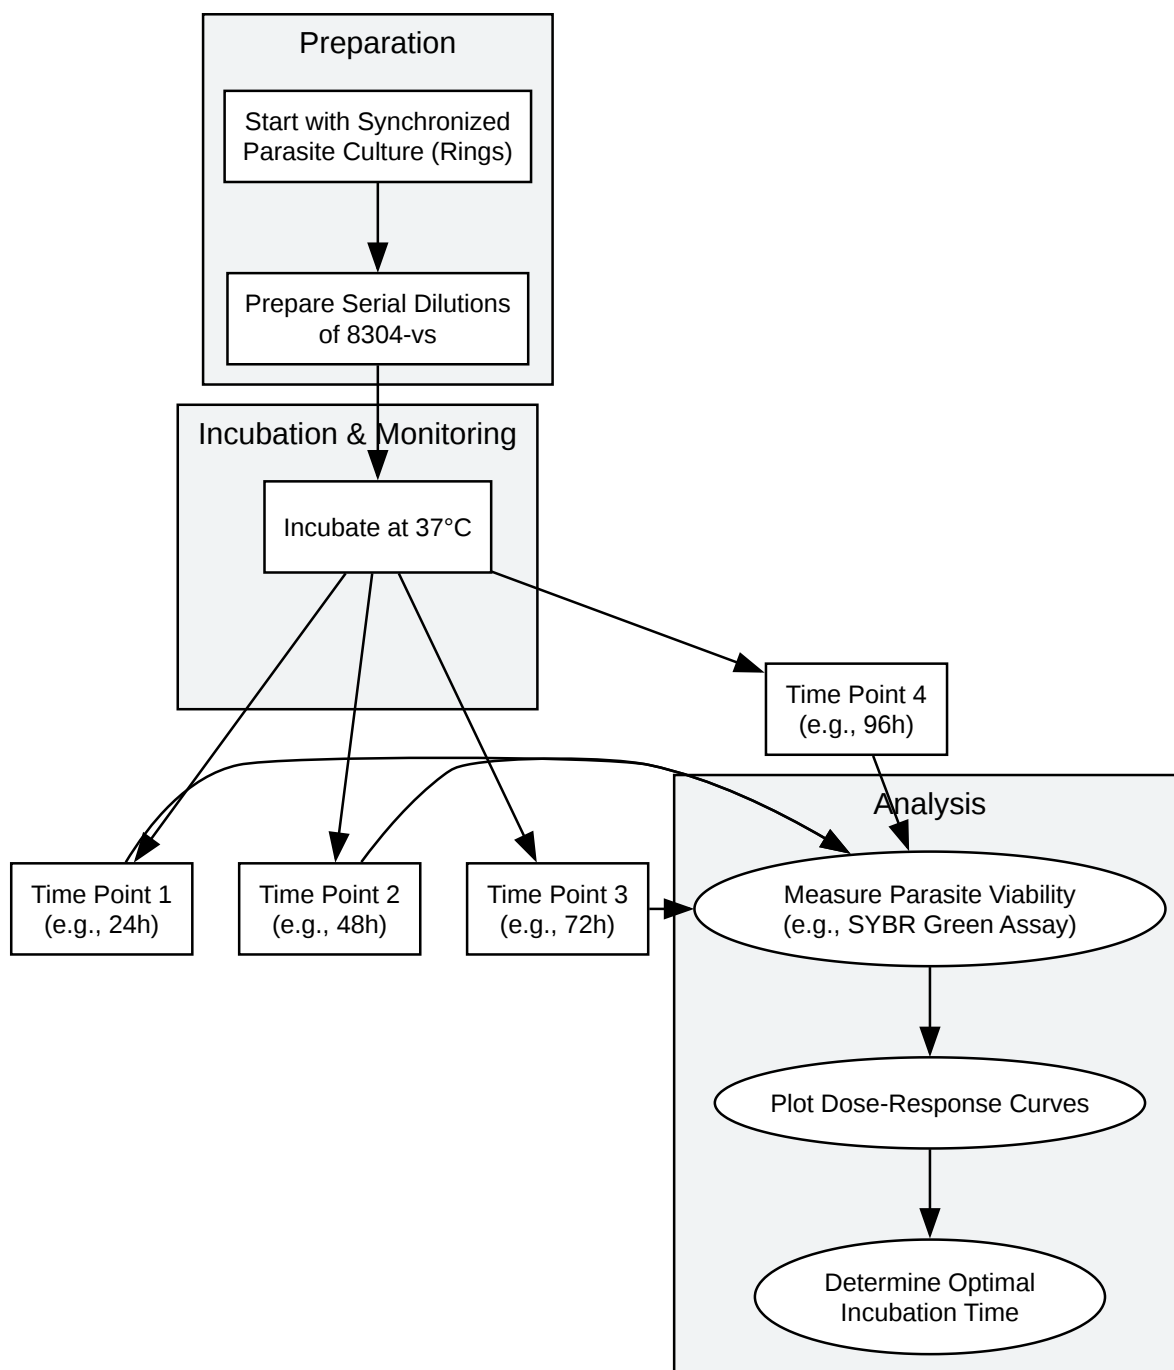 Preparation
Start with Synchronized
Parasite Culture (Rings)
Prepare Serial Dilutions
of 8304-vs
Incubation & Monitoring
Incubate at 37°C
Time Point 4
(e.g., 96h)
Analysis
Time Point 1
(e.g., 24h)
Time Point 2
(e.g., 48h)
Time Point 3
(e.g., 72h)
Measure Parasite Viability
(e.g., SYBR Green Assay)
Plot Dose-Response Curves
Determine Optimal
Incubation Time